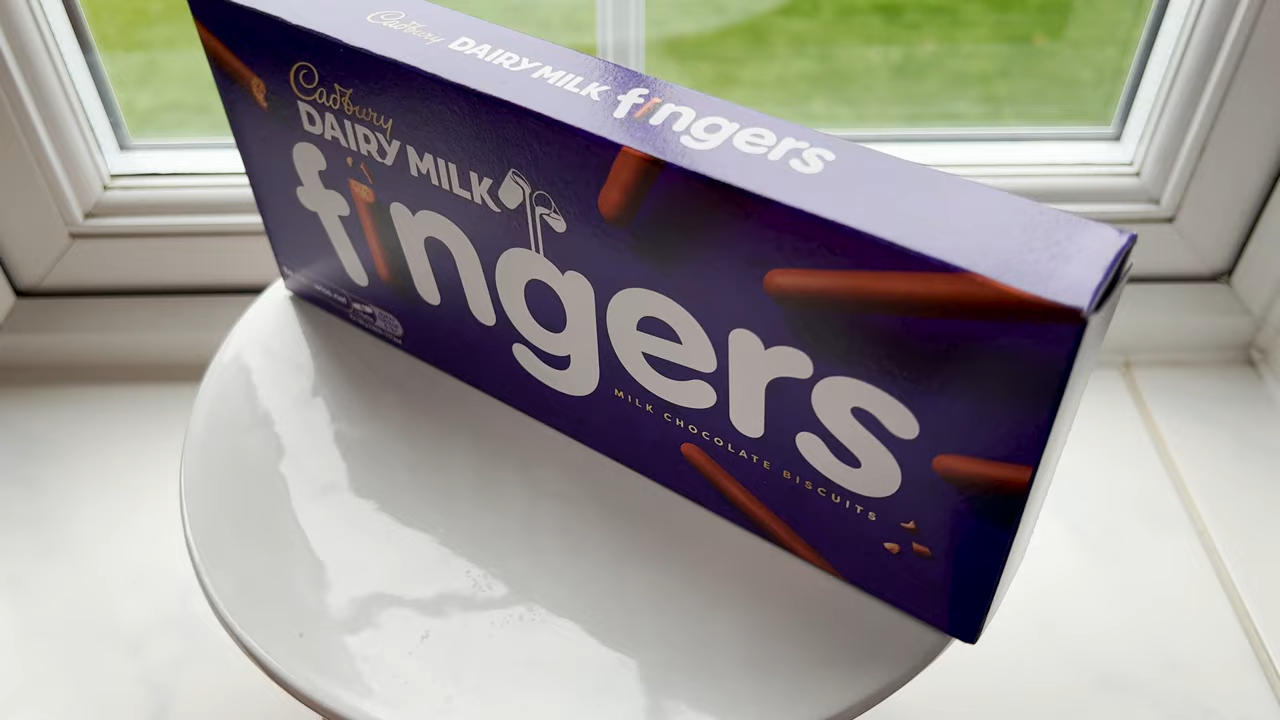 Cadbury
DAIRY MILK
fingers
Cadbury
DAIRY MILK
fingers
MILK CHOCOLATE BISCUITS